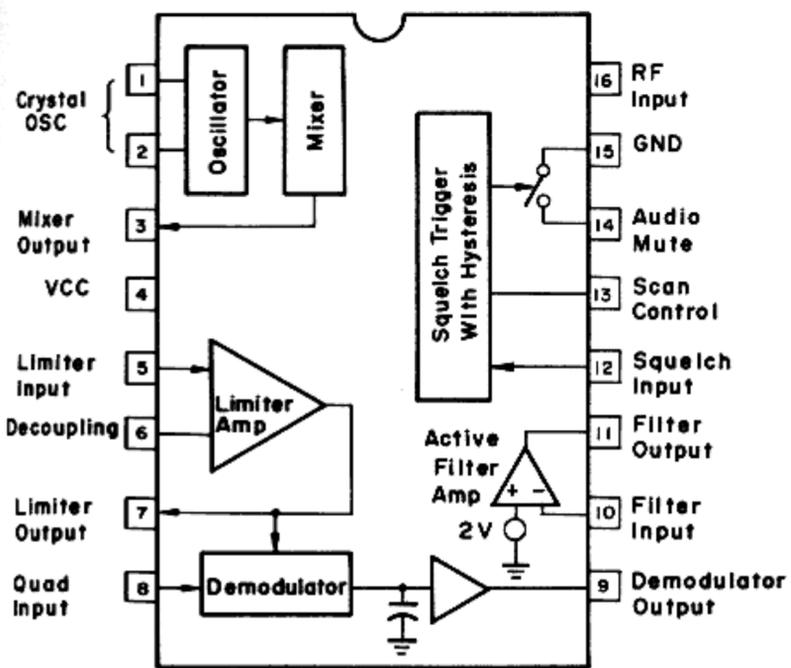 1
Crystal
OSC
2
Oscillator
Mixer
Mixer
Output
3
VCC
4
Limiter
Input
5
Decoupling
6
Limiter
Amp
Limiter
Output
7
Quad
Input
8
Demodulator
Squelch Trigger
With Hysteresis
16
RF
Input
15
GND
14
Audio
Mute
13
Scan
Control
12
Squelch
Input
11
Filter
Output
Active
Filter
Amp
+ −
2V
10
Filter
Input
9
Demodulator
Output